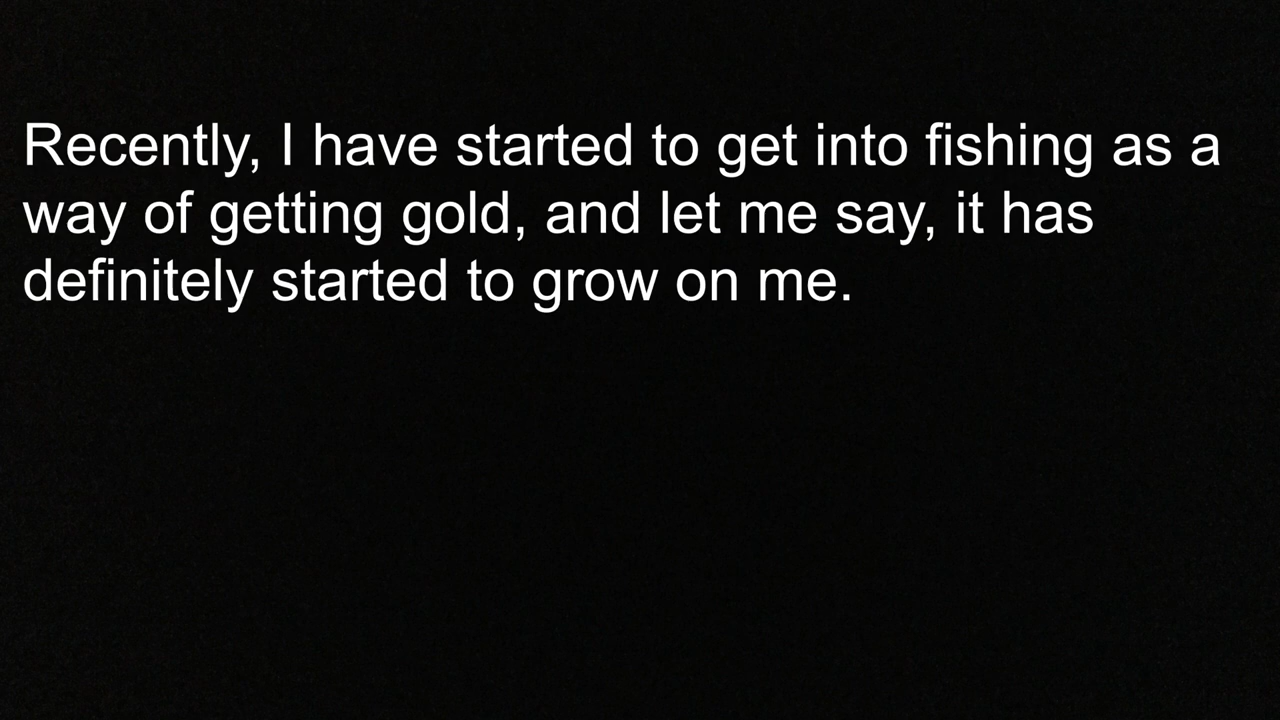 Recently, I have started to get into fishing as a
way of getting gold, and let me say, it has
definitely started to grow on me.